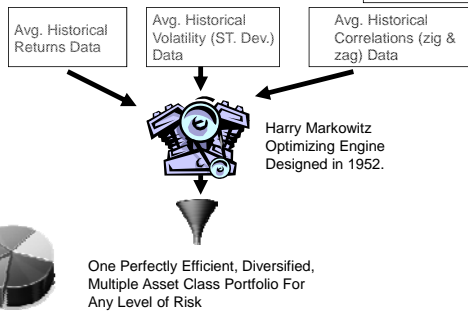 Avg. Historical
Returns Data
Avg. Historical
Volatility (ST. Dev.)
Data
Avg. Historical
Correlations (zig &
zag) Data
Harry Markowitz
Optimizing Engine
Designed in 1952.
One Perfectly Efficient, Diversified,
Multiple Asset Class Portfolio For
Any Level of Risk